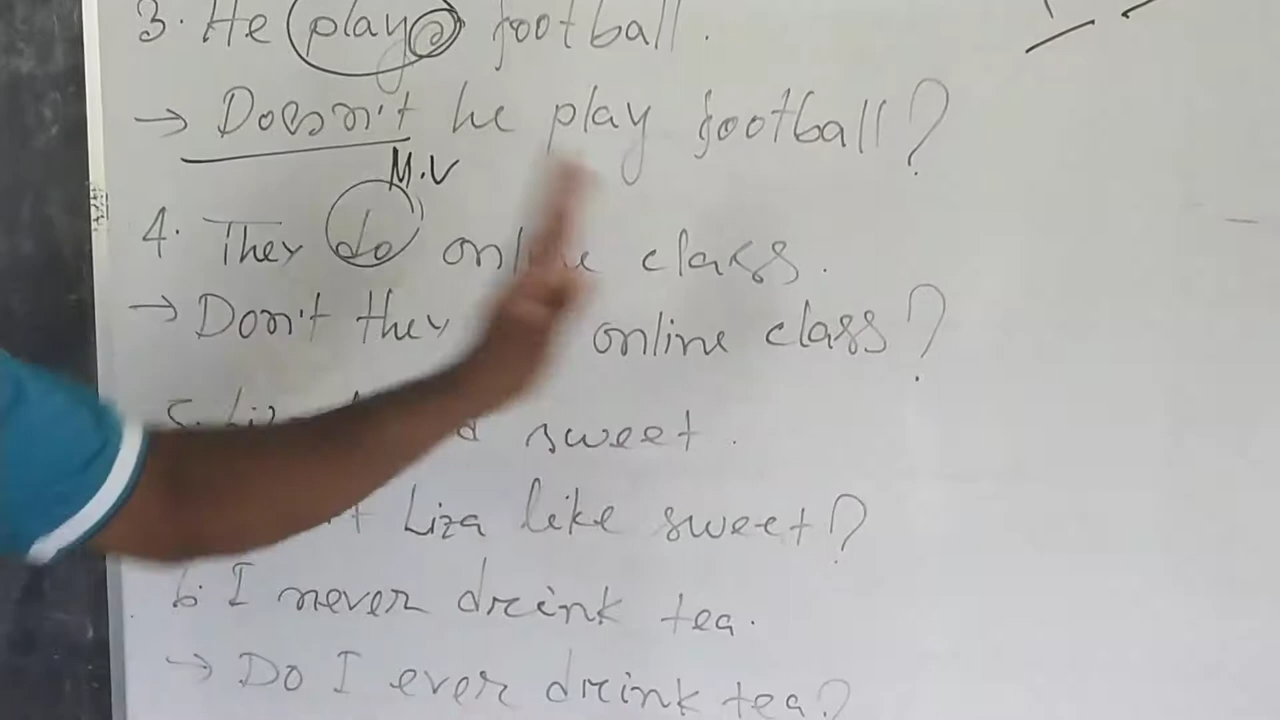 3. He plays football.
→ Doesn't he play football?
M.V
4. They do online class.
→ Don't they online class?
5. sweet.
Liza like sweet?
6. I never drink tea.
→ Do I ever drink tea?